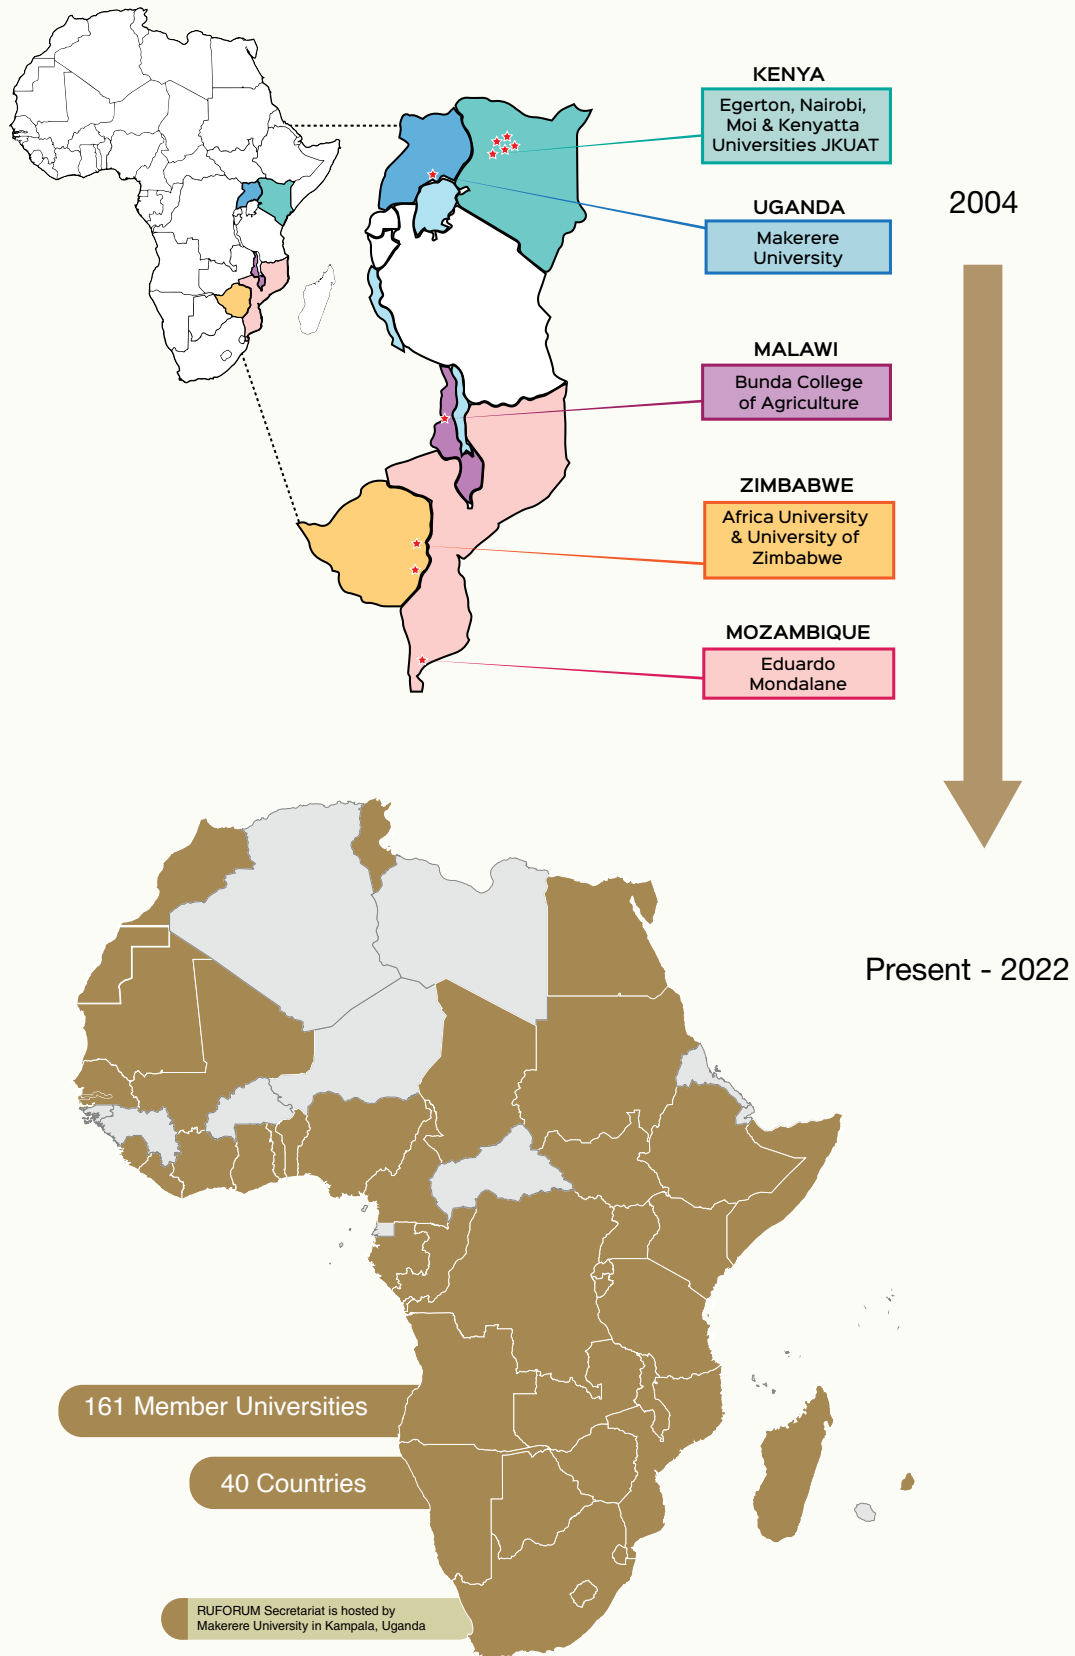 KENYA
Egerton, Nairobi,
Moi & Kenyatta
Universities JKUAT
2004
UGANDA
Makerere
University
MALAWI
Bunda College
of Agriculture
ZIMBABWE
Africa University
& University of
Zimbabwe
MOZAMBIQUE
Eduardo
Mondalane
Present - 2022
161 Member Universities
40 Countries
RUFORUM Secretariat is hosted by
Makerere University in Kampala, Uganda